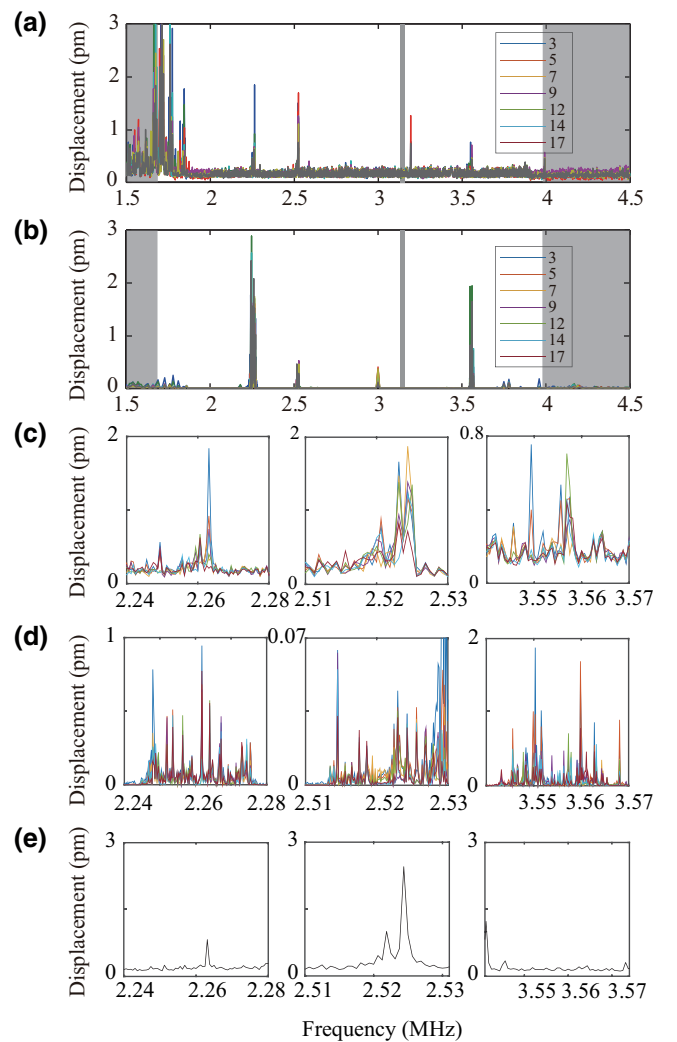 (a)
Displacement (pm)
3
2
1
0
3
5
7
9
12
14
17
1.5 2 2.5 3 3.5 4 4.5
(b)
Displacement (pm)
3
2
1
0
3
5
7
9
12
14
17
1.5 2 2.5 3 3.5 4 4.5
(c)
Displacement (pm)
2
0
2.24 2.26 2.28
2
0
2.51 2.52 2.53
0.8
0
3.55 3.56 3.57
(d)
Displacement (pm)
1
0
2.24 2.26 2.28
0.07
0
2.51 2.52 2.53
2
0
3.55 3.56 3.57
(e)
Displacement (pm)
3
0
2.24 2.26 2.28
3
0
2.51 2.52 2.53
3
0
3.55 3.56 3.57
Frequency (MHz)